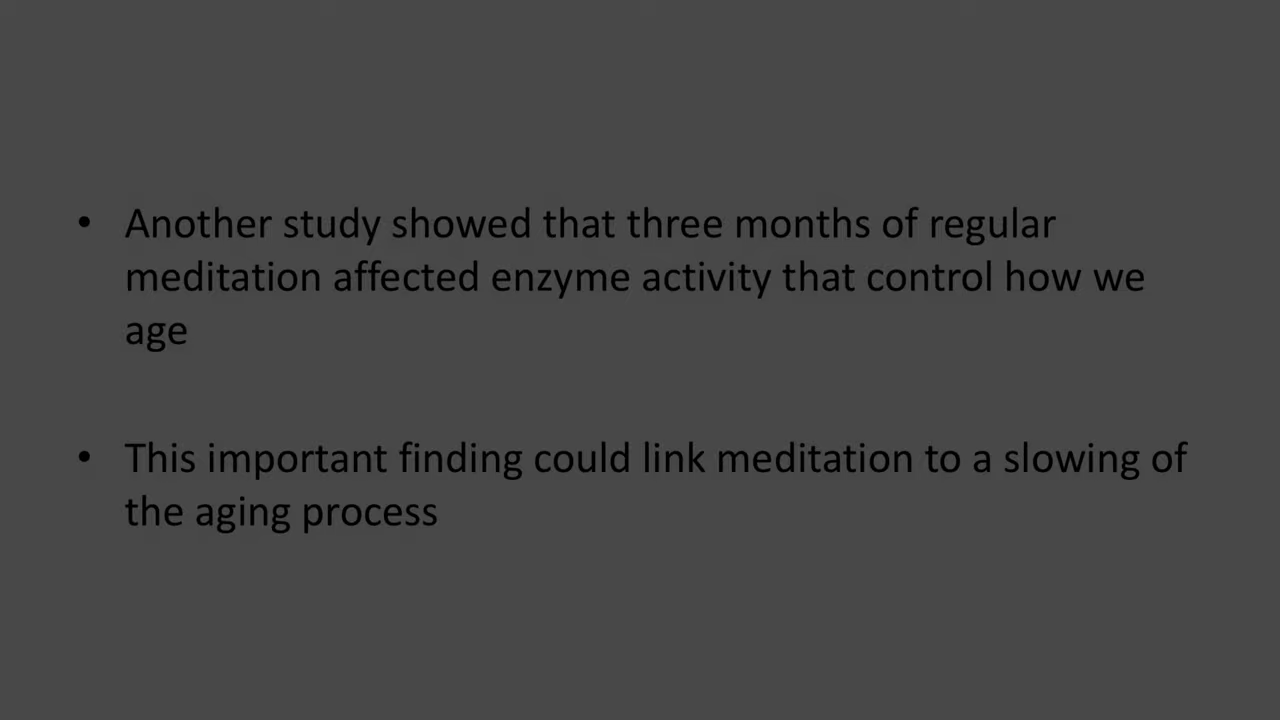 • Another study showed that three months of regular
meditation affected enzyme activity that control how we
age
• This important finding could link meditation to a slowing of
the aging process